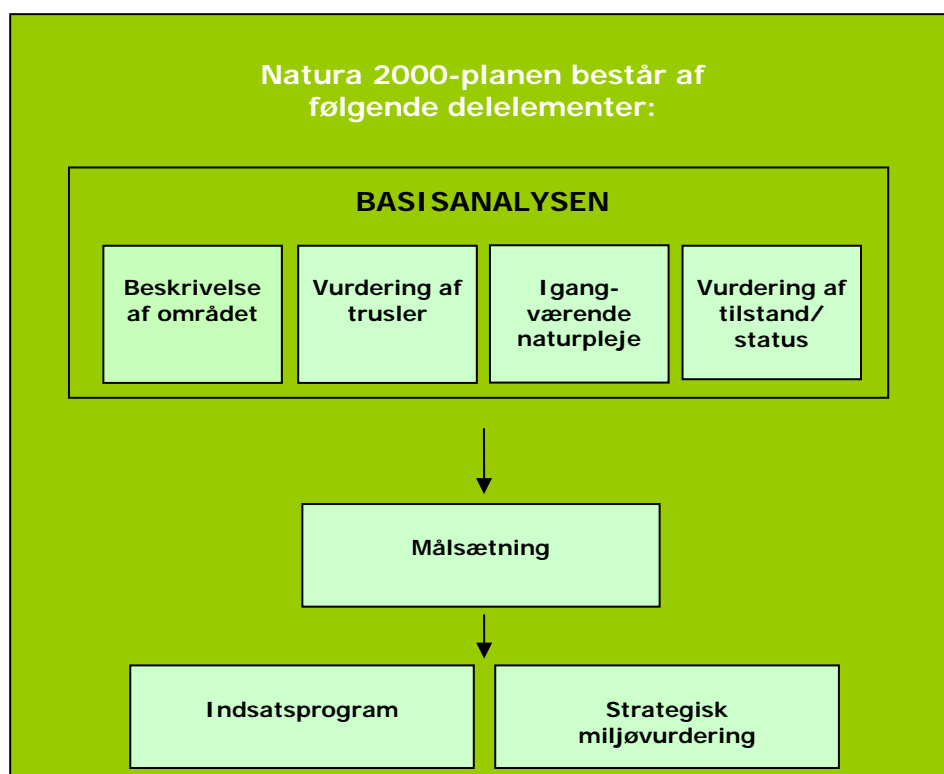 Natura 2000-planen består af
følgende delelementer:
BASISANALYSEN
Beskrivelse
af området
Vurdering af
trusler
Igang-
værende
naturpleje
Vurdering af
tilstand/
status
Målsætning
Indsatsprogram
Strategisk
miljøvurdering